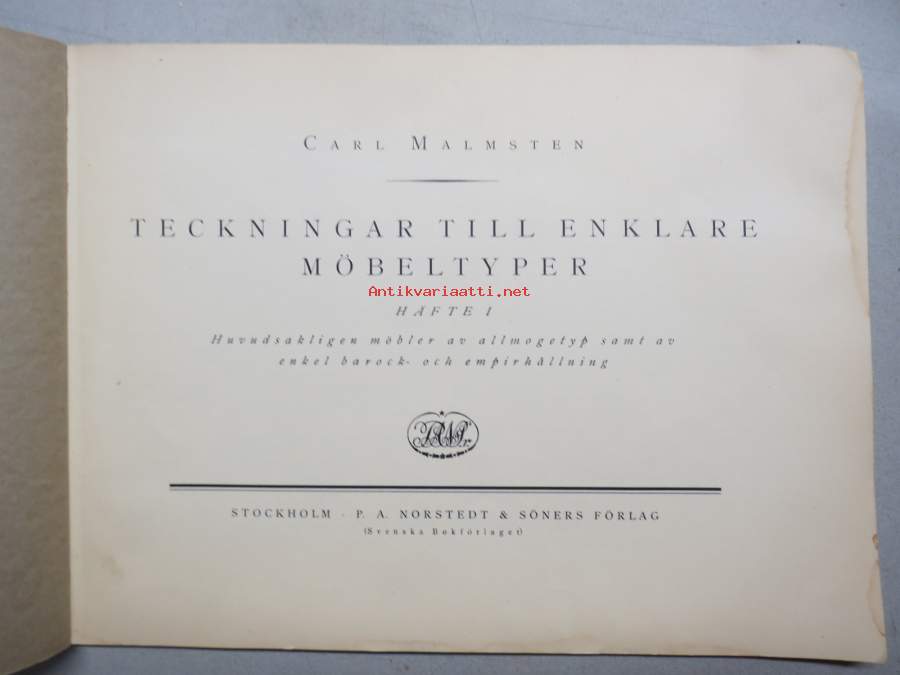 CARL MALMSTEN
TECKNINGAR TILL ENKLARE
MÖBELTYPER
Antikvariaatti.net
HÄFTE I
Huvudsakligen möbler av allmogetyp samt av
enkel barock- och empirhållning
STOCKHOLM · P. A. NORSTEDT & SÖNERS FÖRLAG
(Svenska Bokförlaget)